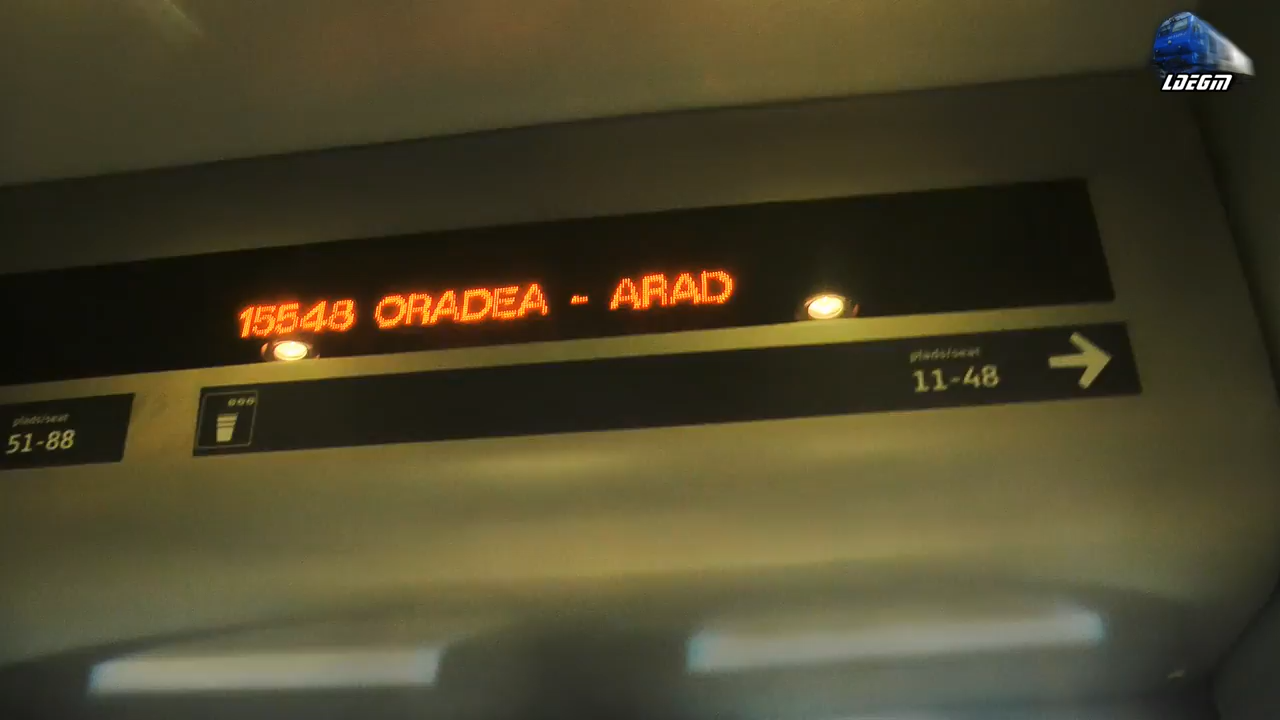 LDEGM
15548 ORADEA - ARAD
plads/seat
11-48
plads/seat
51-88